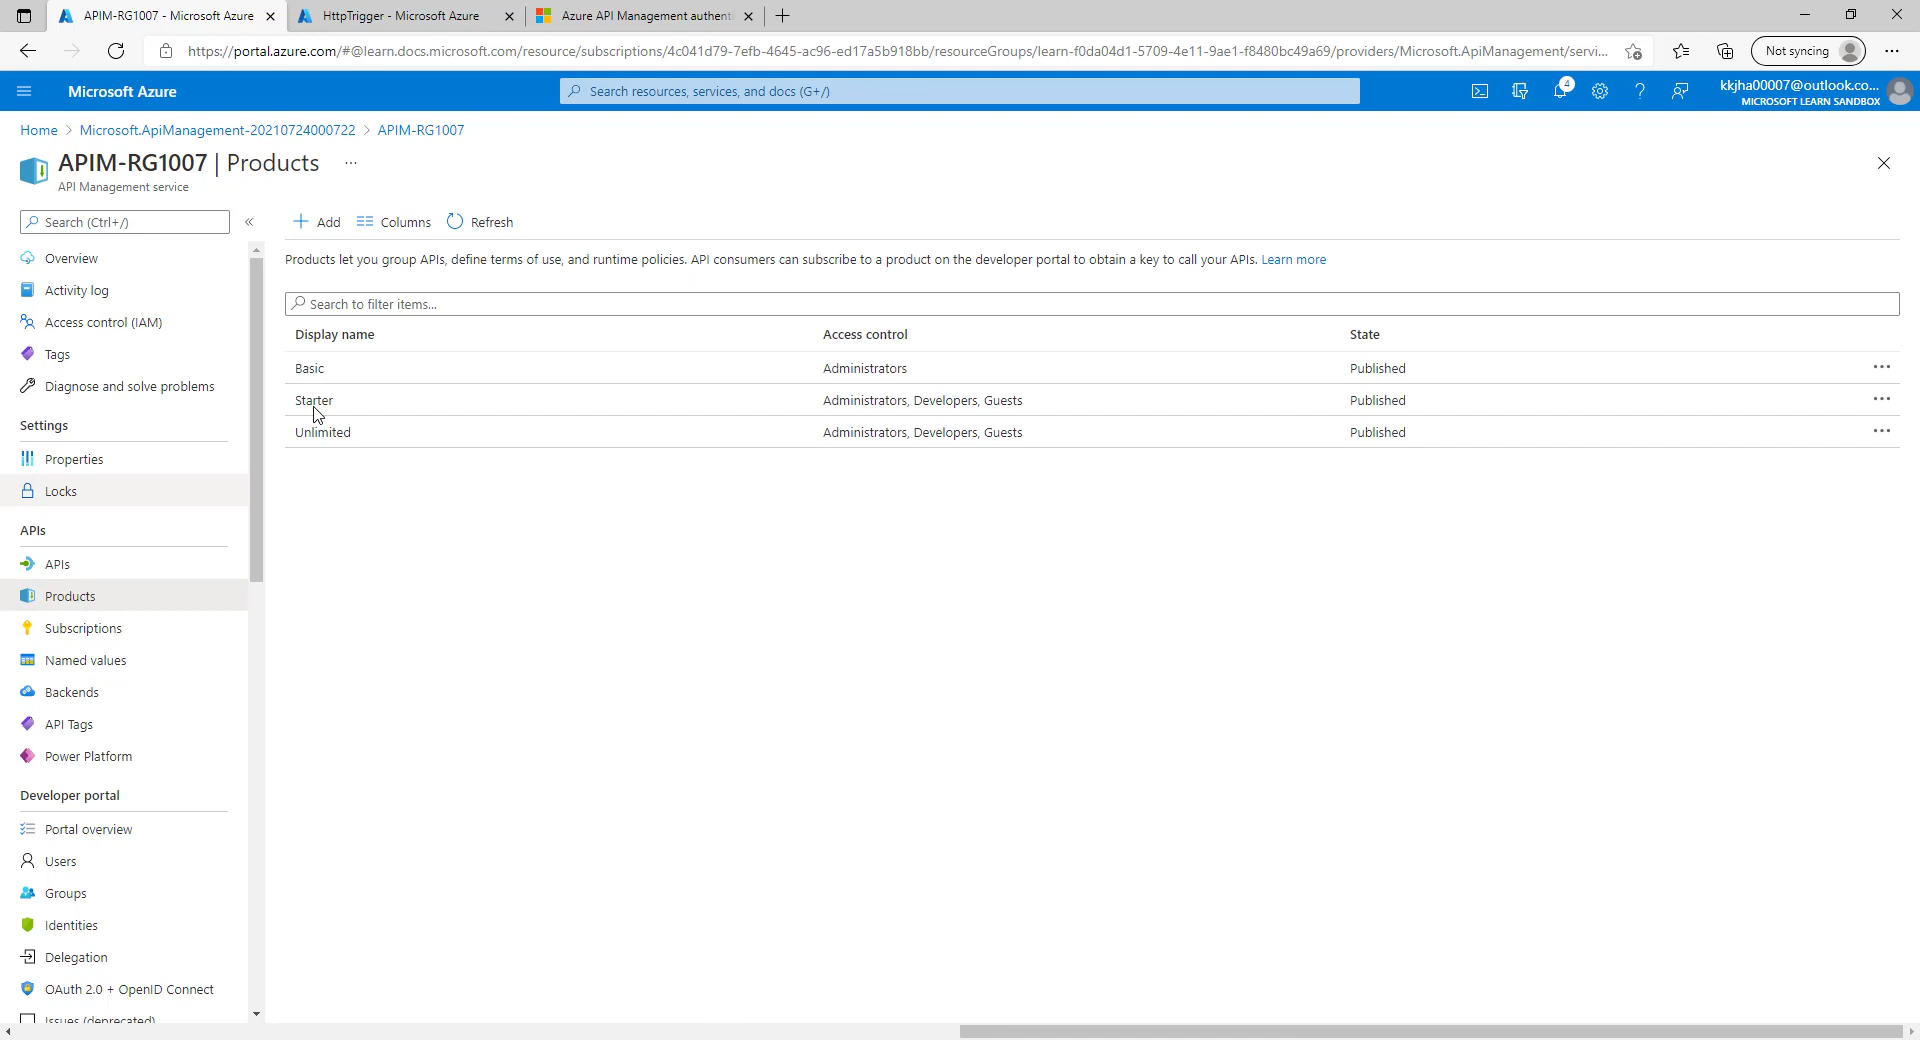 APIM-RG1007 - Microsoft Azure
HttpTrigger - Microsoft Azure
Azure API Management authenti
https://portal.azure.com/#@learn.docs.microsoft.com/resource/subscriptions/4c041d79-7efb-4645-ac96-ed17a5b918bb/resourceGroups/learn-f0da04d1-5709-4e11-9ae1-f8480bc49a69/providers/Microsoft.ApiManagement/servi...
Not syncing
Microsoft Azure
Search resources, services, and docs (G+/)
4
kkjha00007@outlook.co...
MICROSOFT LEARN SANDBOX
Home > Microsoft.ApiManagement-20210724000722 > APIM-RG1007
APIM-RG1007 | Products ...
API Management service
Search (Ctrl+/)
Overview
Activity log
Access control (IAM)
Tags
Diagnose and solve problems
Settings
Properties
Locks
APIs
APIs
Products
Subscriptions
Named values
Backends
API Tags
Power Platform
Developer portal
Portal overview
Users
Groups
Identities
Delegation
OAuth 2.0 + OpenID Connect
Issues (deprecated)
Add Columns Refresh
Products let you group APIs, define terms of use, and runtime policies. API consumers can subscribe to a product on the developer portal to obtain a key to call your APIs. Learn more
Search to filter items...
Display name Access control State
Basic Administrators Published
Starter Administrators, Developers, Guests Published
Unlimited Administrators, Developers, Guests Published